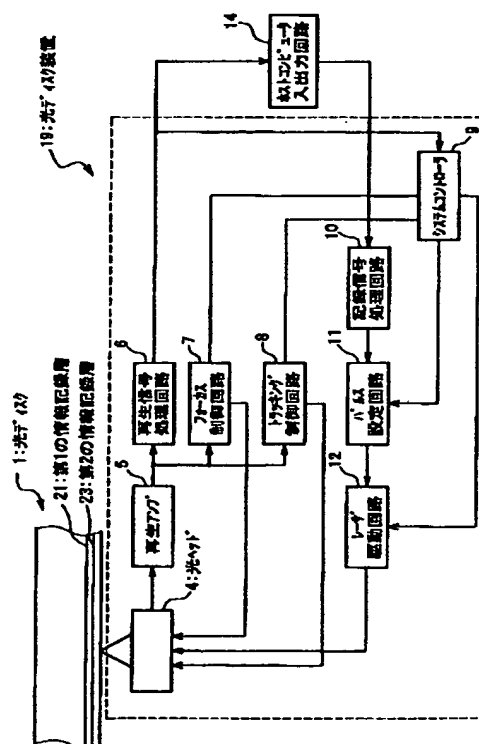 19:光ディスク装置
1:光ディスク
21:第1の情報記録層
23:第2の情報記録層
14
ホストコンピュータ
入出力回路
6
再生信号
処理回路
7
フォーカス
制御回路
8
トラッキング
制御回路
9
システムコントローラ
10
記録信号
処理回路
11
パルス
設定回路
12
レーザ
駆動回路
5
再生アンプ
4:光ヘッド